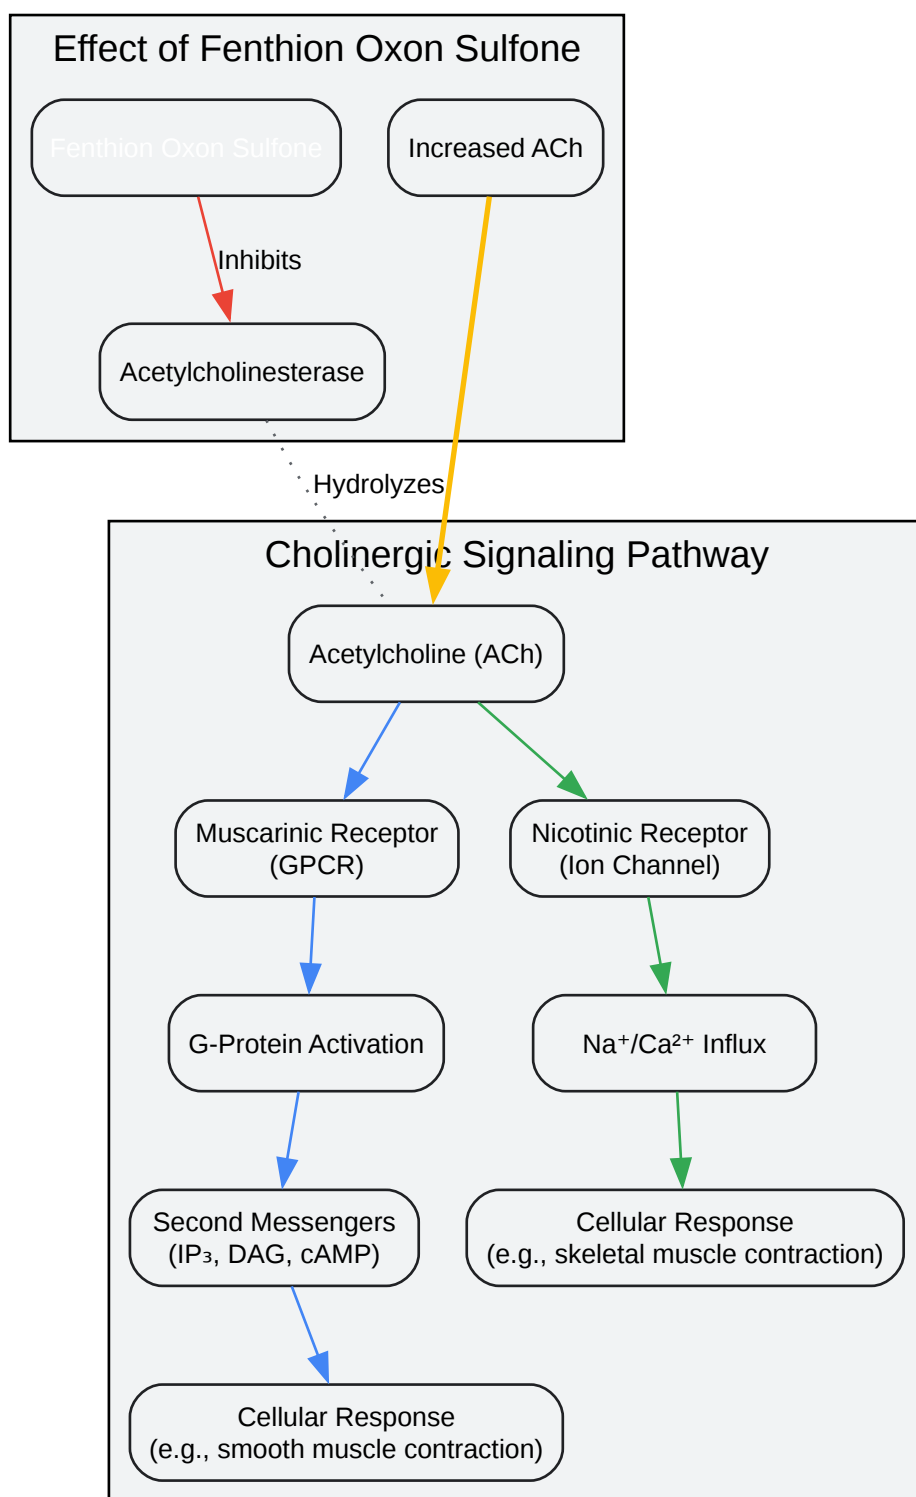 Effect of Fenthion Oxon Sulfone
Fenthion Oxon Sulfone
Increased ACh
Inhibits
Acetylcholinesterase
Hydrolyzes
Cholinergic Signaling Pathway
Acetylcholine (ACh)
Muscarinic Receptor
(GPCR)
Nicotinic Receptor
(Ion Channel)
G-Protein Activation
Na⁺/Ca²⁺ Influx
Second Messengers
(IP₃, DAG, cAMP)
Cellular Response
(e.g., skeletal muscle contraction)
Cellular Response
(e.g., smooth muscle contraction)